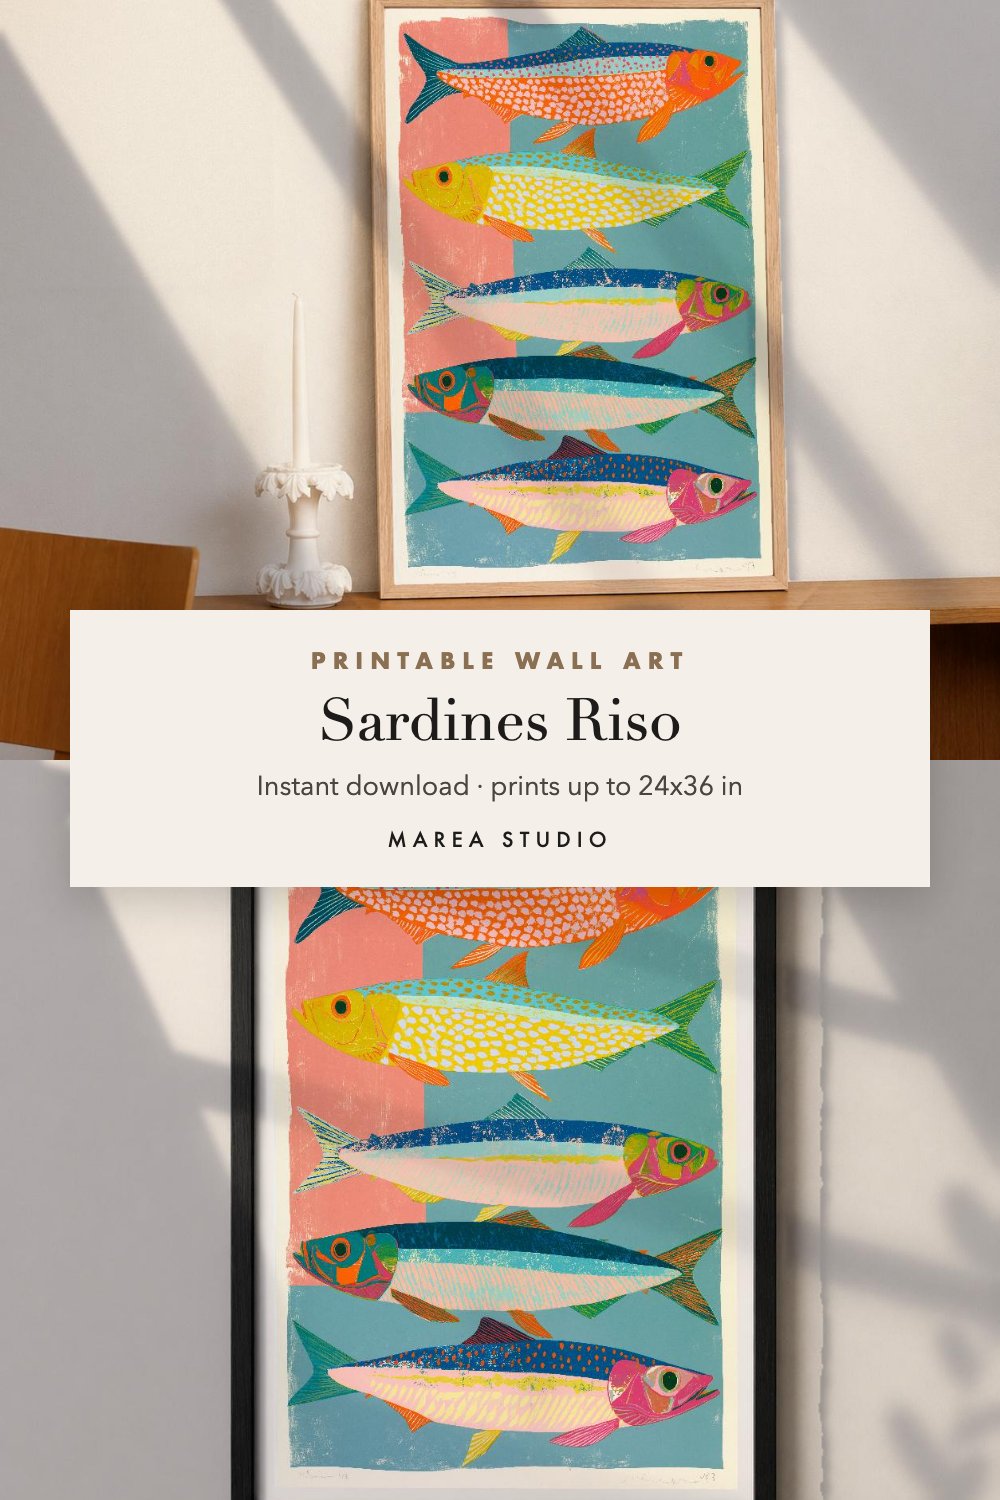 PRINTABLE WALL ART
Sardines Riso
Instant download · prints up to 24x36 in
MAREA STUDIO